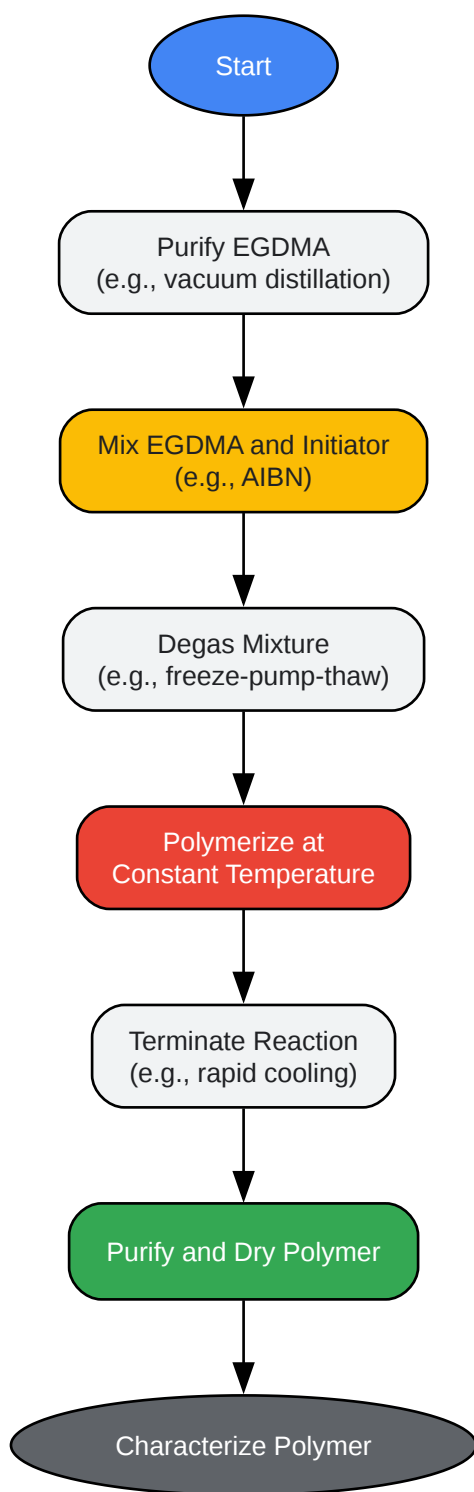 Start
Purify EGDMA
(e.g., vacuum distillation)
Mix EGDMA and Initiator
(e.g., AIBN)
Degas Mixture
(e.g., freeze-pump-thaw)
Polymerize at
Constant Temperature
Terminate Reaction
(e.g., rapid cooling)
Purify and Dry Polymer
Characterize Polymer